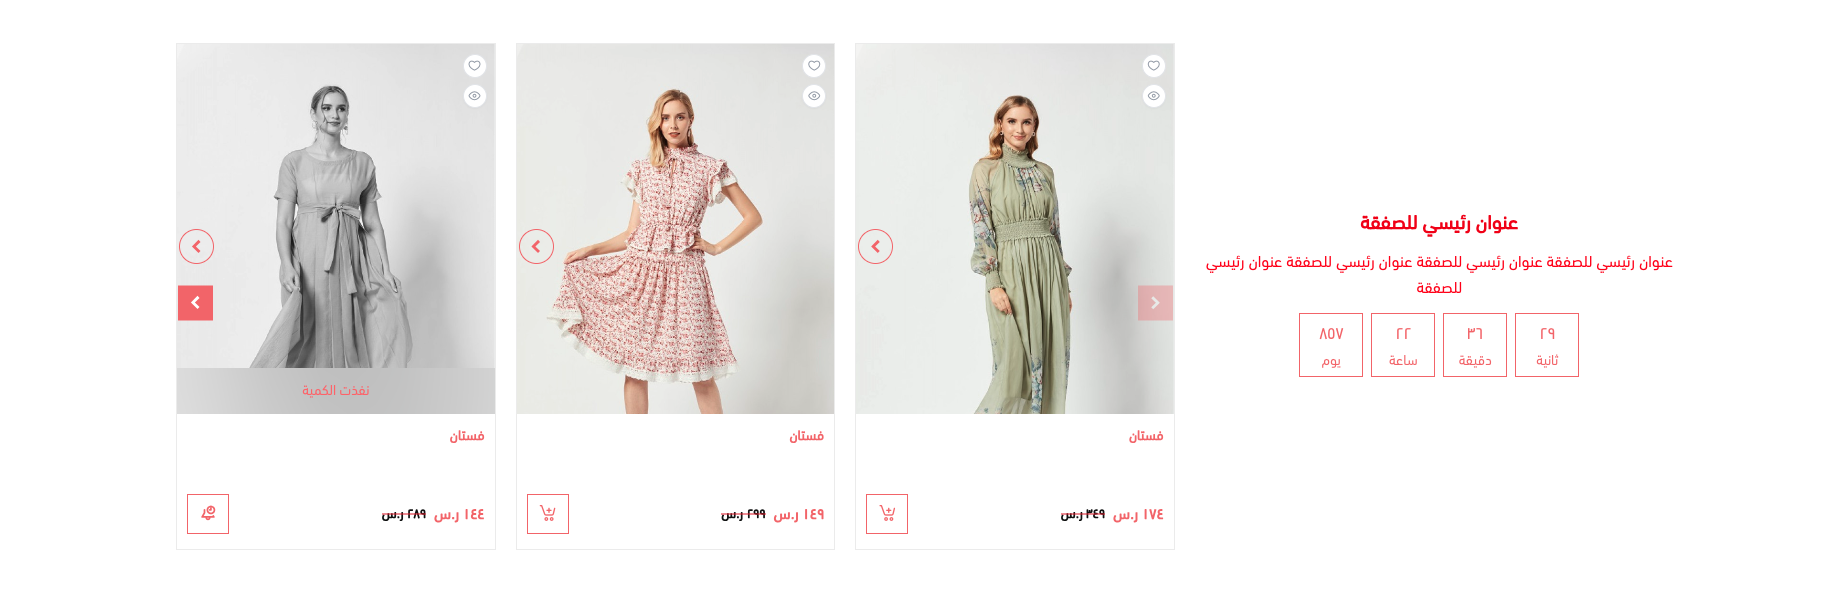 عنوان رئيسي للصفقة
عنوان رئيسي للصفقة عنوان رئيسي للصفقة عنوان رئيسي للصفقة عنوان رئيسي
للصفقة
٢٩ ٣٦ ٢٢ ٨٥٧
ثانية دقيقة ساعة يوم
فستان
١٧٤ ر.س ٣٤٩ ر.س
فستان
١٤٩ ر.س ٢٩٩ ر.س
نفذت الكمية
فستان
١٤٤ ر.س ٢٨٩ ر.س